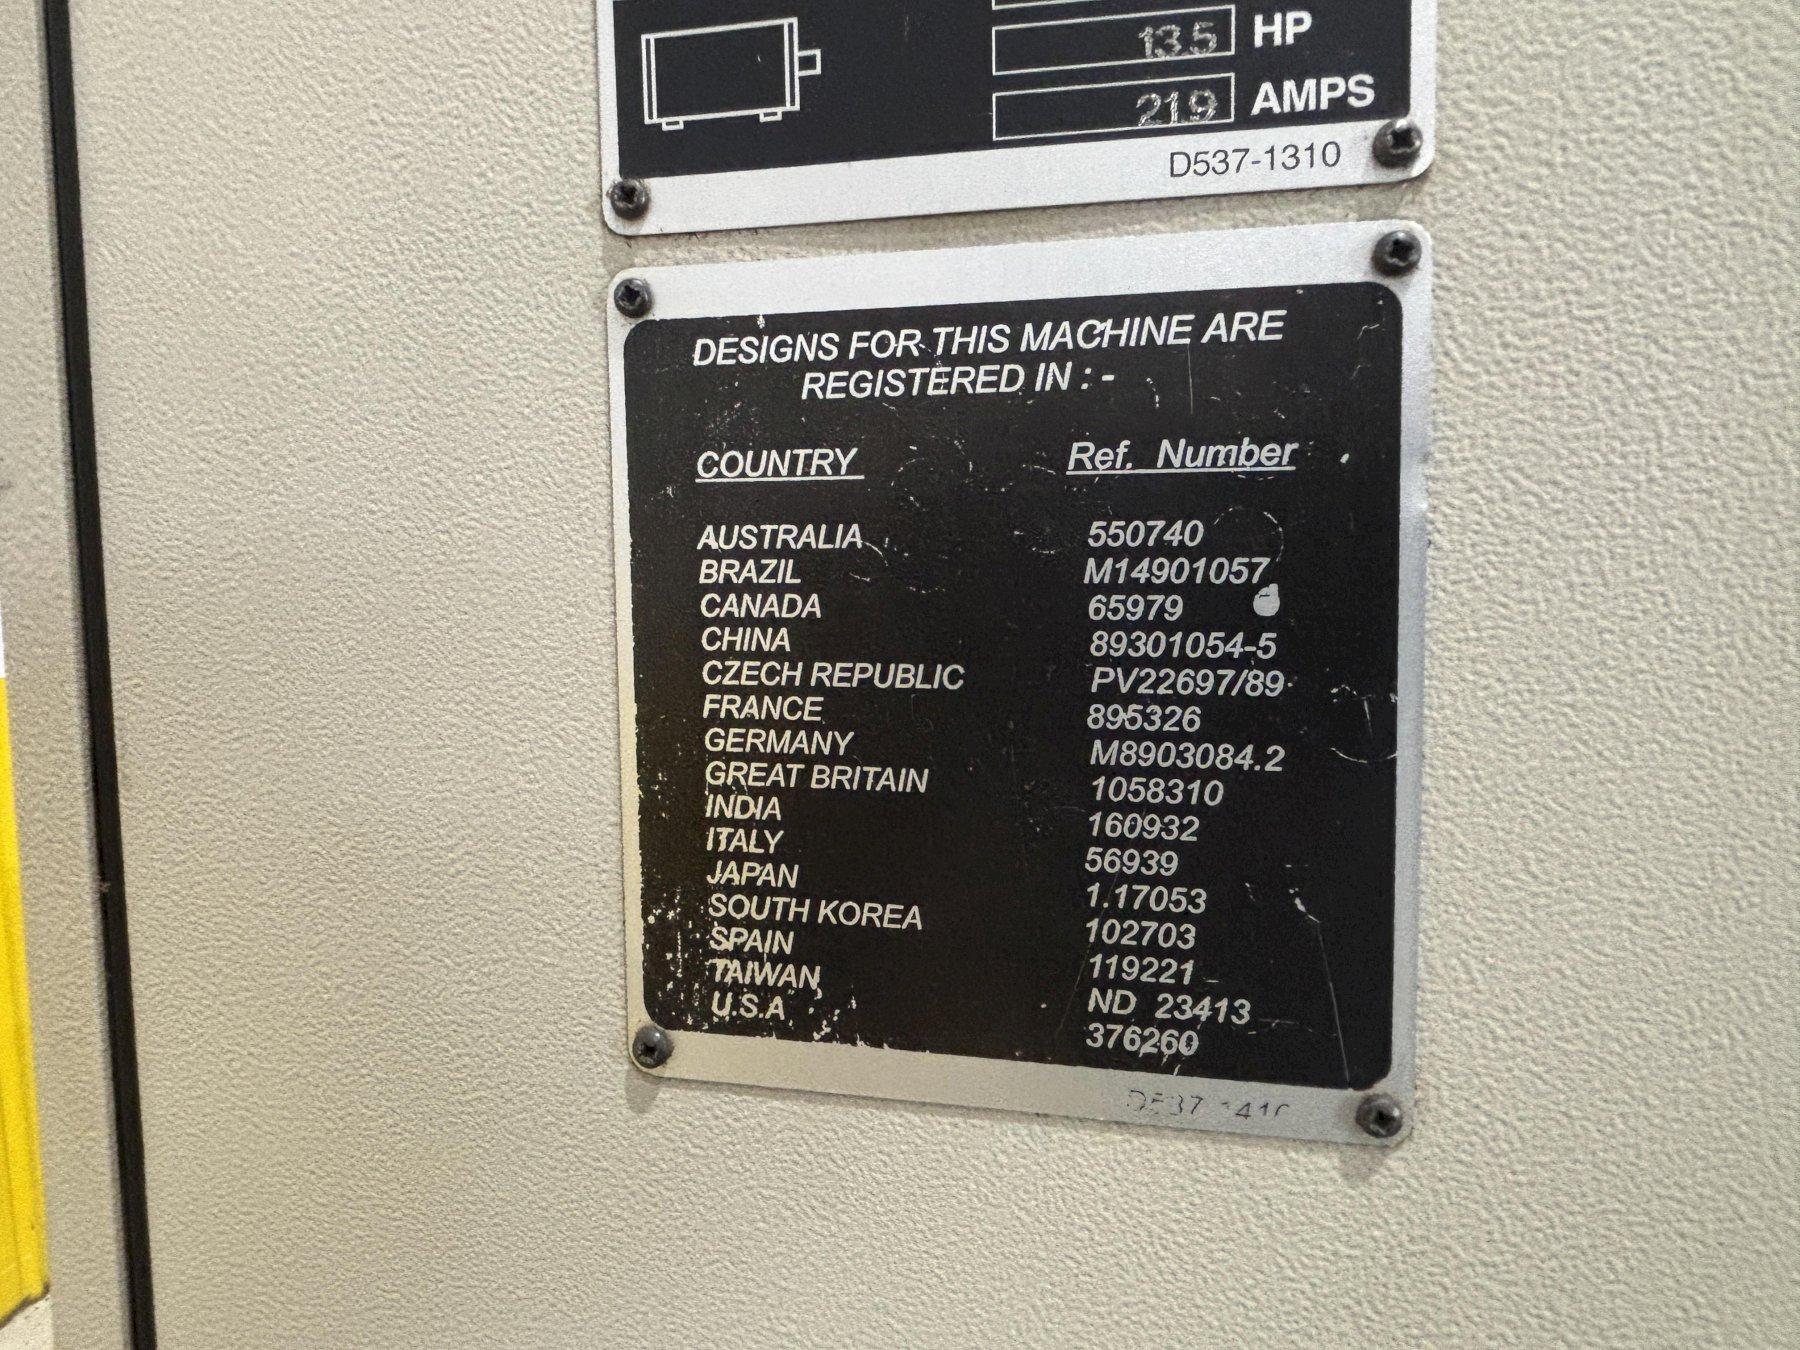 13.5 HP
21.9 AMPS
D537-1310
DESIGNS FOR THIS MACHINE ARE
REGISTERED IN : -
COUNTRY Ref. Number
AUSTRALIA 550740
BRAZIL M14901057
CANADA 65979
CHINA 89301054-5
CZECH REPUBLIC PV22697/89
FRANCE 895326
GERMANY M8903084.2
GREAT BRITAIN 1058310
INDIA 160932
ITALY 56939
JAPAN 1.17053
SOUTH KOREA 102703
SPAIN 119221
TAIWAN ND 23413
U.S.A 376260